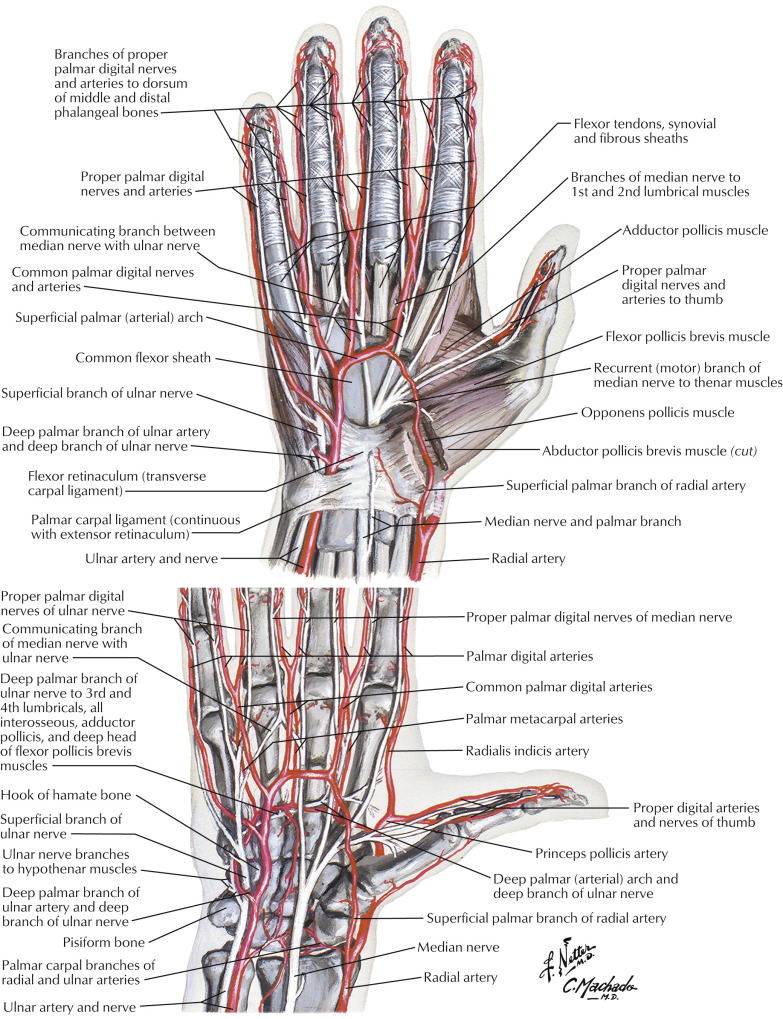 Branches of proper
palmar digital nerves
and arteries to dorsum
of middle and distal
phalangeal bones
Proper palmar digital
nerves and arteries
Communicating branch between
median nerve with ulnar nerve
Common palmar digital nerves
and arteries
Superficial palmar (arterial) arch
Common flexor sheath
Superficial branch of ulnar nerve
Deep palmar branch of ulnar artery
and deep branch of ulnar nerve
Flexor retinaculum (transverse
carpal ligament)
Palmar carpal ligament (continuous
with extensor retinaculum)
Ulnar artery and nerve
Flexor tendons, synovial
and fibrous sheaths
Branches of median nerve to
1st and 2nd lumbrical muscles
Adductor pollicis muscle
Proper palmar
digital nerves and
arteries to thumb
Flexor pollicis brevis muscle
Recurrent (motor) branch of
median nerve to thenar muscles
Opponens pollicis muscle
Abductor pollicis brevis muscle (cut)
Superficial palmar branch of radial artery
Median nerve and palmar branch
Radial artery
Proper palmar digital
nerves of ulnar nerve
Communicating branch
of median nerve with
ulnar nerve
Deep palmar branch of
ulnar nerve to 3rd and
4th lumbricals, all
interosseous, adductor
pollicis, and deep head
of flexor pollicis brevis
muscles
Hook of hamate bone
Superficial branch of
ulnar nerve
Ulnar nerve branches
to hypothenar muscles
Deep palmar branch of
ulnar artery and deep
branch of ulnar nerve
Pisiform bone
Palmar carpal branches of
radial and ulnar arteries
Ulnar artery and nerve
Proper palmar digital nerves of median nerve
Palmar digital arteries
Common palmar digital arteries
Palmar metacarpal arteries
Radialis indicis artery
Proper digital arteries
and nerves of thumb
Princeps pollicis artery
Deep palmar (arterial) arch and
deep branch of ulnar nerve
Superficial palmar branch of radial artery
Median nerve
Radial artery
F. Netter
M.D.
C. Machado
M.D.